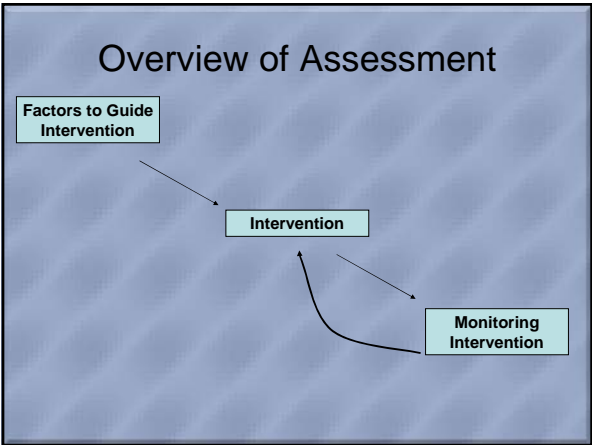 Overview of Assessment
Factors to Guide
Intervention
Intervention
Monitoring
Intervention